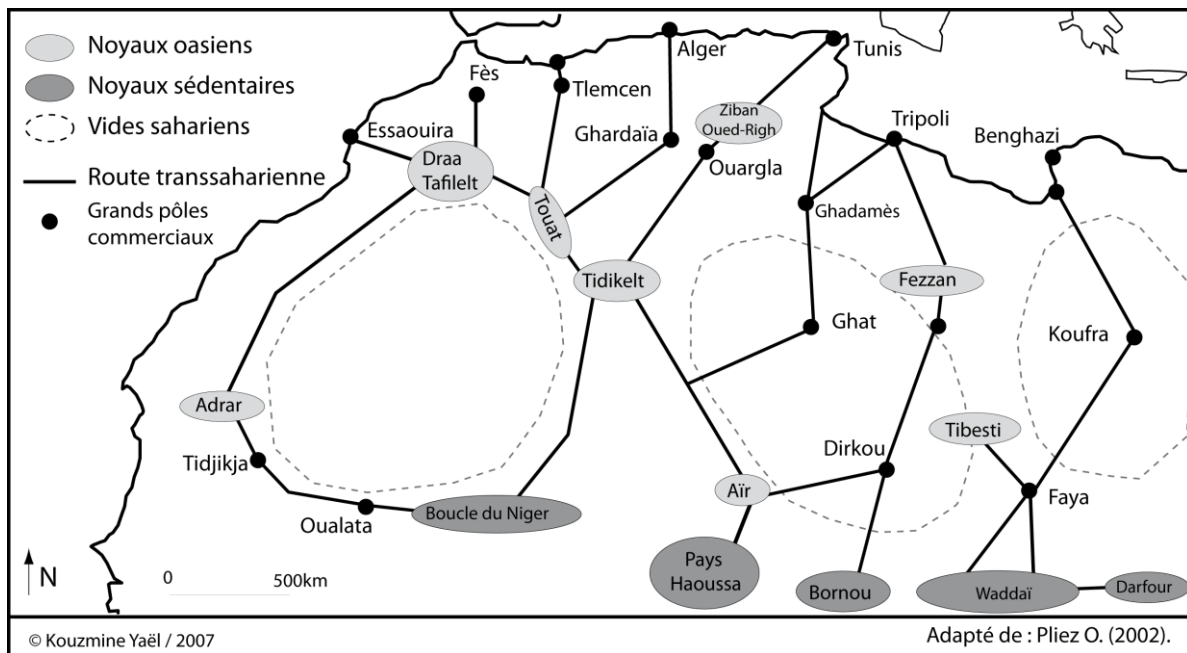 Noyaux oasiens
Noyaux sédentaires
Vides sahariens
Route transsaharienne
Grands pôles
commerciaux
Alger
Tunis
Fès
Tlemcen
Essaouira
Ghardaïa
Ziban
Oued-Righ
Tripoli
Benghazi
Draa
Tafilelt
Ouargla
Touat
Ghadamès
Tidikelt
Fezzan
Ghat
Koufra
Adrar
Tibesti
Tidjikja
Dirkou
Aïr
Faya
Oualata
Boucle du Niger
Pays
Haoussa
Bornou
Waddaï
Darfour
N
0
500km
© Kouzmine Yaël / 2007
Adapté de : Pliez O. (2002).